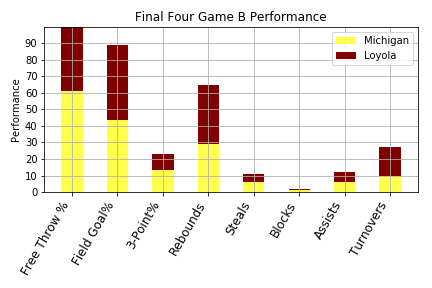 Final Four Game B Performance
Michigan
Loyola
Performance
90
80
70
60
50
40
30
20
10
0
Free Throw %
Field Goal%
3-Point%
Rebounds
Steals
Blocks
Assists
Turnovers